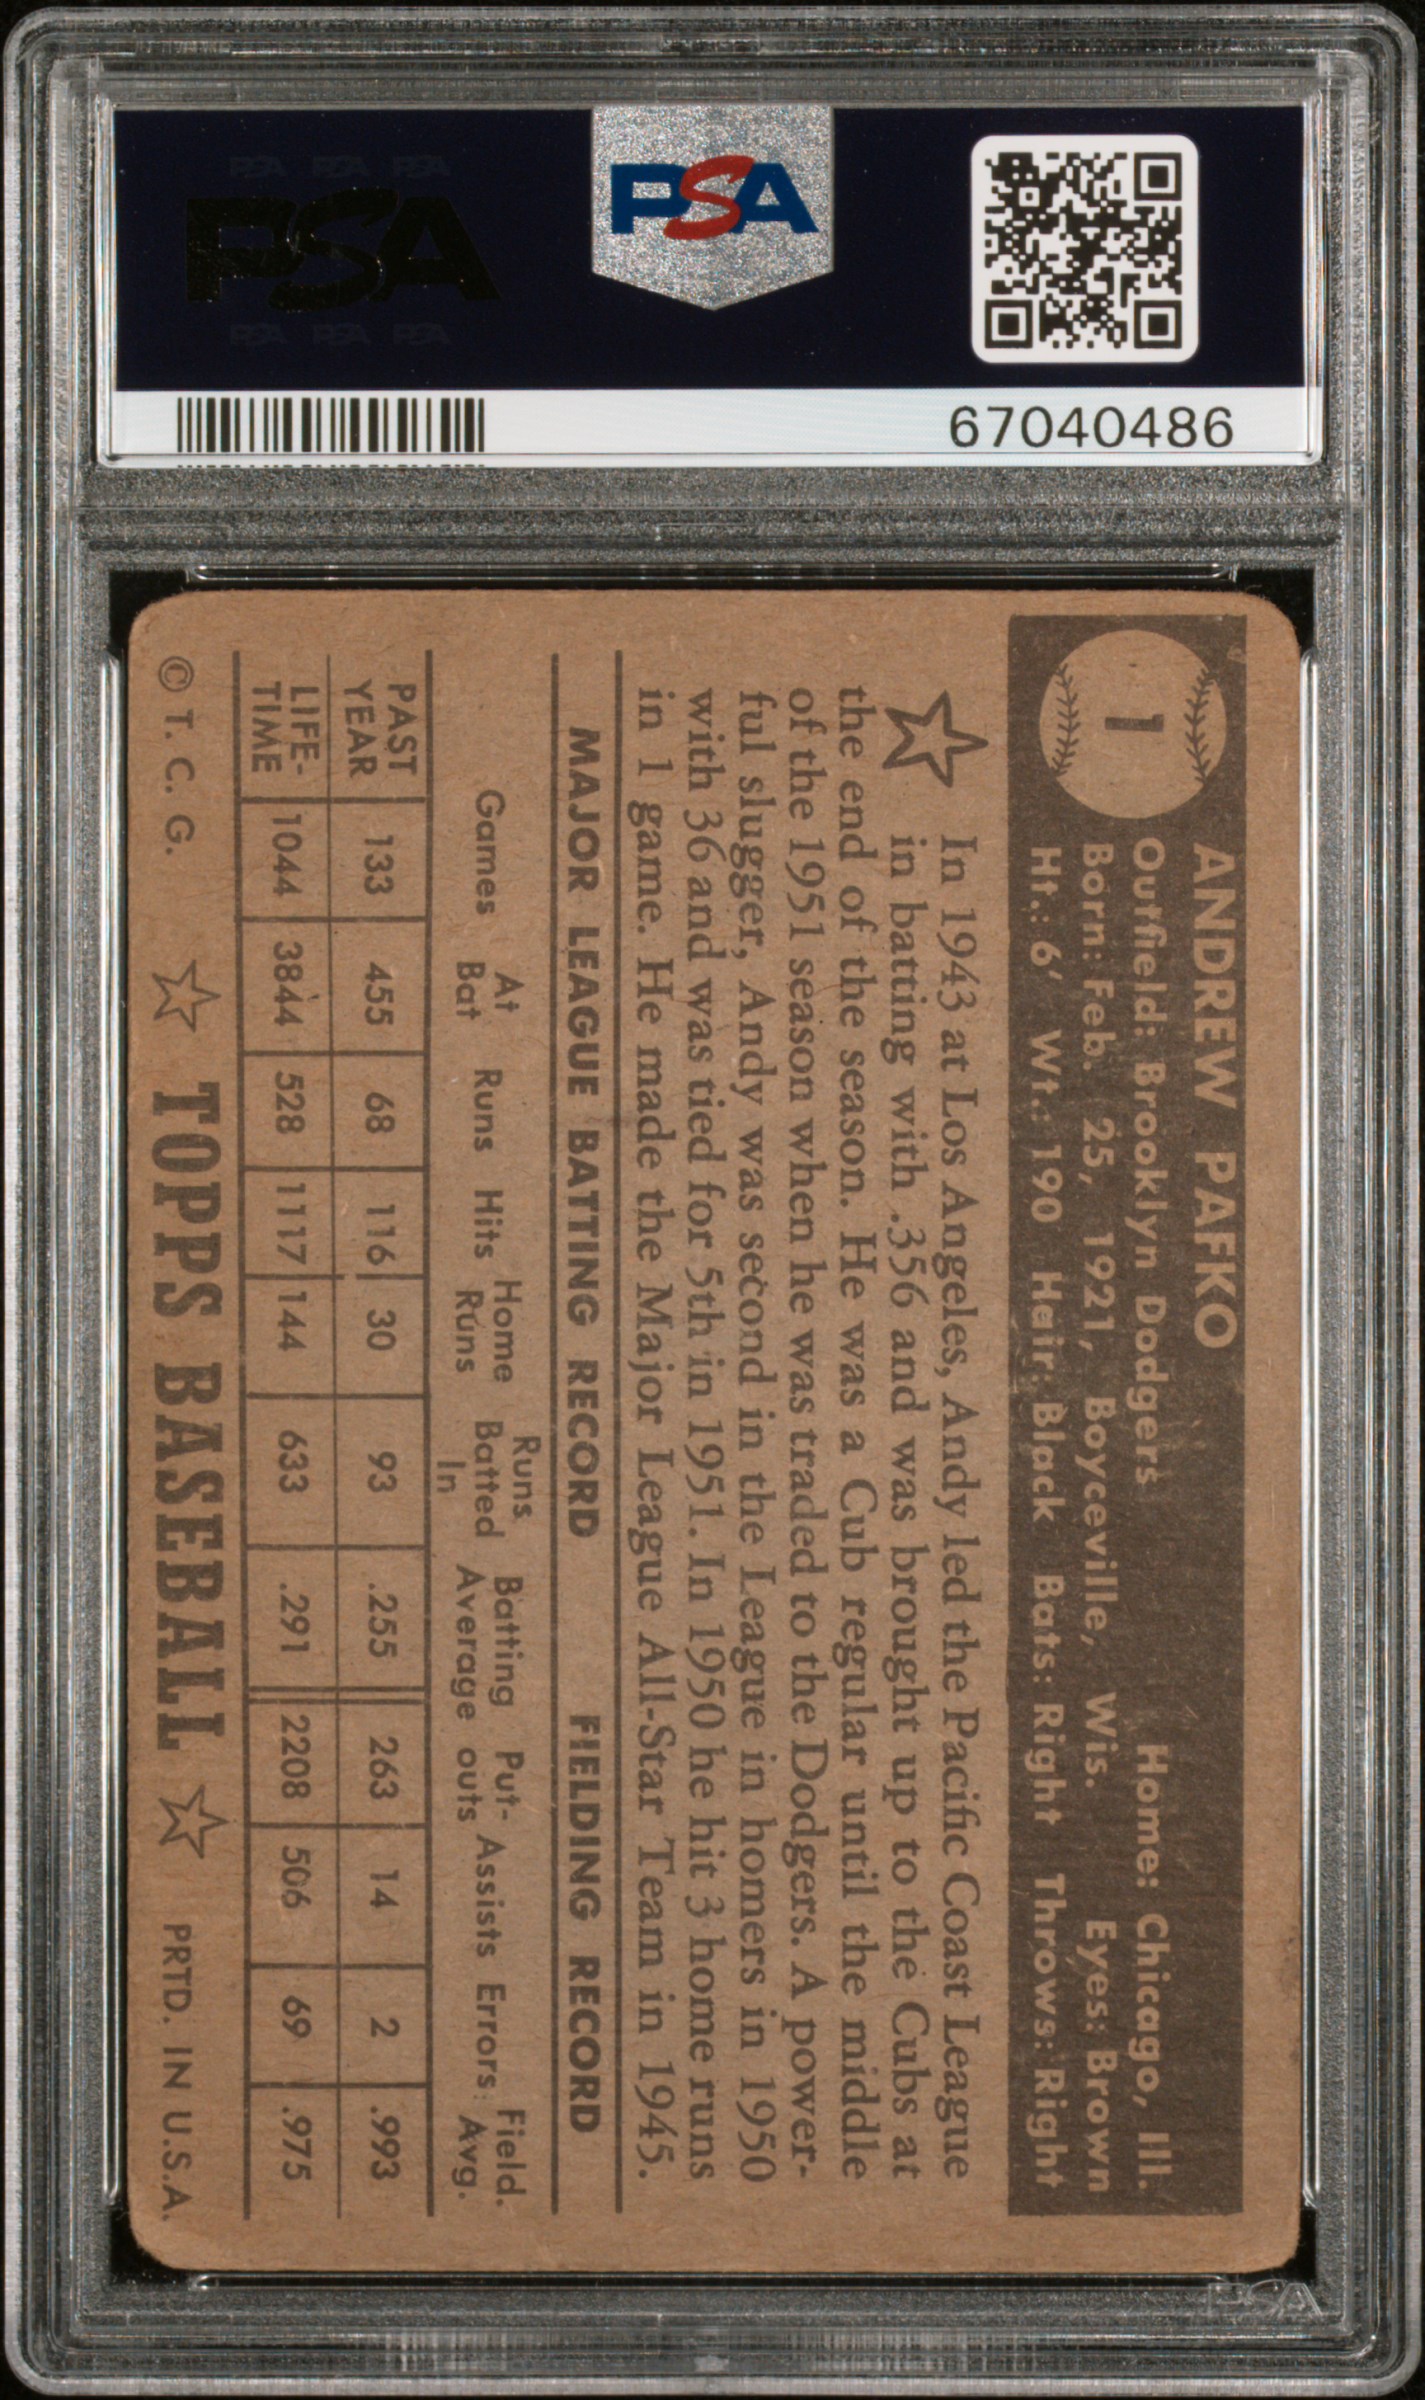 PSA PSA PSA
PSA
PSA PSA PSA
PSA
67040486
1
ANDREW PAFKO
Outfield: Brooklyn Dodgers Home: Chicago, Ill.
Born: Feb. 25, 1921, Boyceville, Wis. Eyes: Brown
Ht.: 6' Wt.: 190 Hair: Black Bats: Right Throws: Right
In 1943 at Los Angeles, Andy led the Pacific Coast League
in batting with .356 and was brought up to the Cubs at
the end of the season. He was a Cub regular until the middle
of the 1951 season when he was traded to the Dodgers. A power-
ful slugger, Andy was second in the League in homers in 1950
with 36 and was tied for 5th in 1951. In 1950 he hit 3 home runs
in 1 game. He made the Major League All-Star Team in 1945.
MAJOR LEAGUE BATTING RECORD FIELDING RECORD
Games At Bat Runs Hits Home Runs Runs Batted In Batting Average Put-outs Assists Errors Field. Avg.
PAST YEAR 133 455 68 116 30 93 .255 263 14 2 .993
LIFE-TIME 1044 3844 528 1117 144 633 .291 2208 506 69 .975
© T. C. G. ☆ TOPPS BASEBALL ☆ PRTD. IN U.S.A.
PSA